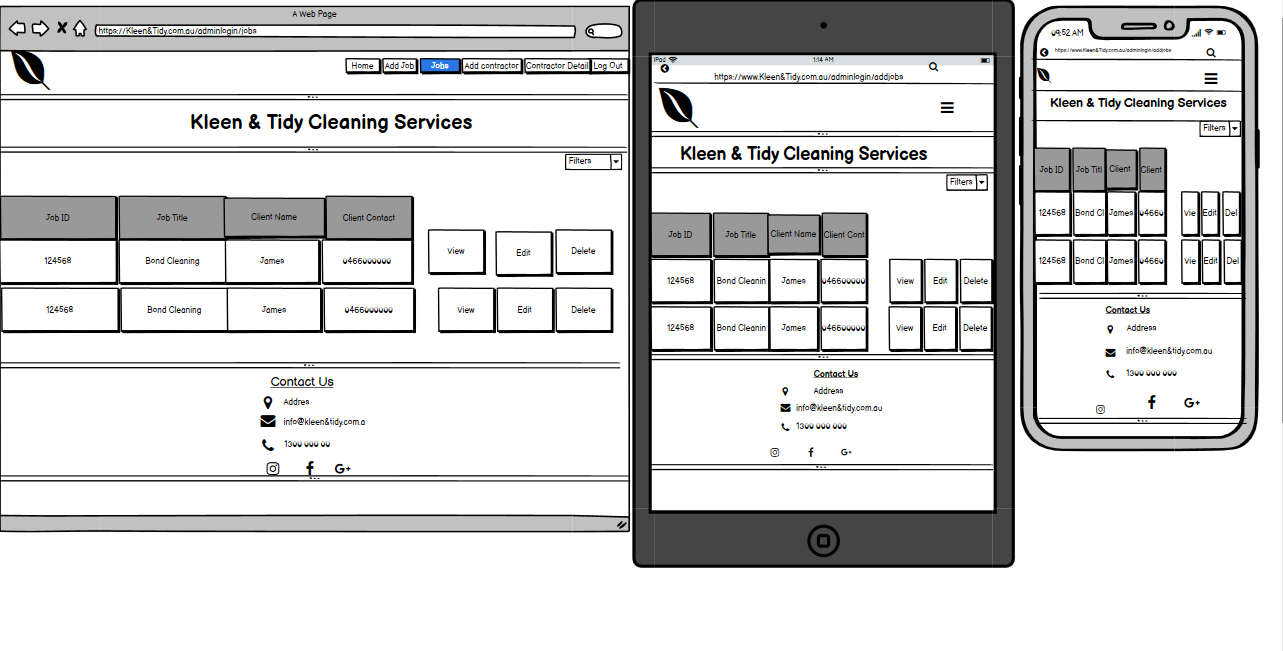 A Web Page
https://Kleen&Tidy.com.au/adminlogin/jobs
Home Add Job Jobs Add contractor Contractor Detail Log Out
Kleen & Tidy Cleaning Services
Filters
Job ID Job Title Client Name Client Contact
124568 Bond Cleaning James 0466000000 View Edit Delete
124568 Bond Cleaning James 0466000000 View Edit Delete
Contact Us
Addres
info@kleen&tidy.com.a
1300 000 00
G+
iPad 1:14 AM
https://www.Kleen&Tidy.com.au/adminlogin/addjobs
Kleen & Tidy Cleaning Services
Filters
Job ID Job Title Client Name Client Cont
124568 Bond Cleanin James 046600000 View Edit Delete
124568 Bond Cleanin James 046600000 View Edit Delete
Contact Us
Address
info@kleen&tidy.com.au
1300 000 000
G+
09:52 AM
https://www.Kleen&Tidy.com.au/adminlogin/addjobs
Kleen & Tidy Cleaning Services
Filters
Job ID Job Titl Client Client
124568 Bond Cl James 04660 Vie Edit Del
124568 Bond Cl James 04660 Vie Edit Del
Contact Us
Address
info@kleen&tidy.com.au
1300 000 000
G+